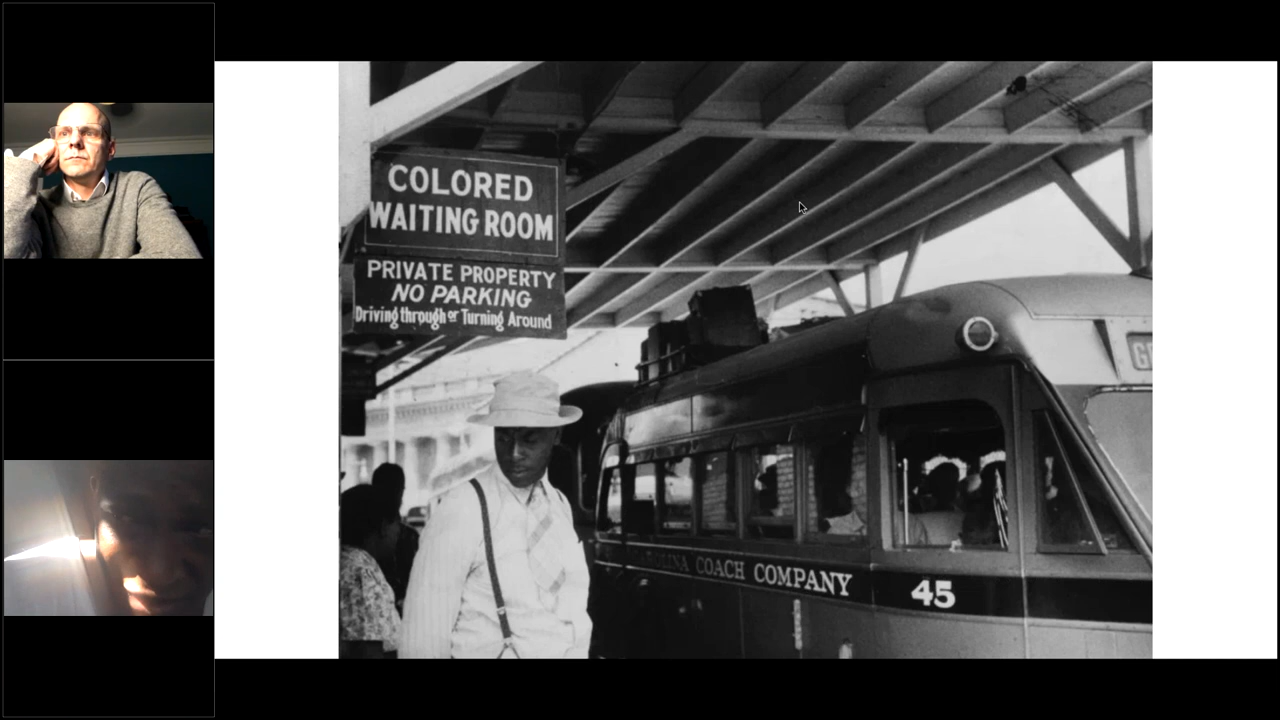 COLORED
WAITING ROOM
PRIVATE PROPERTY
NO PARKING
Driving through or Turning Around
COACH COMPANY
45